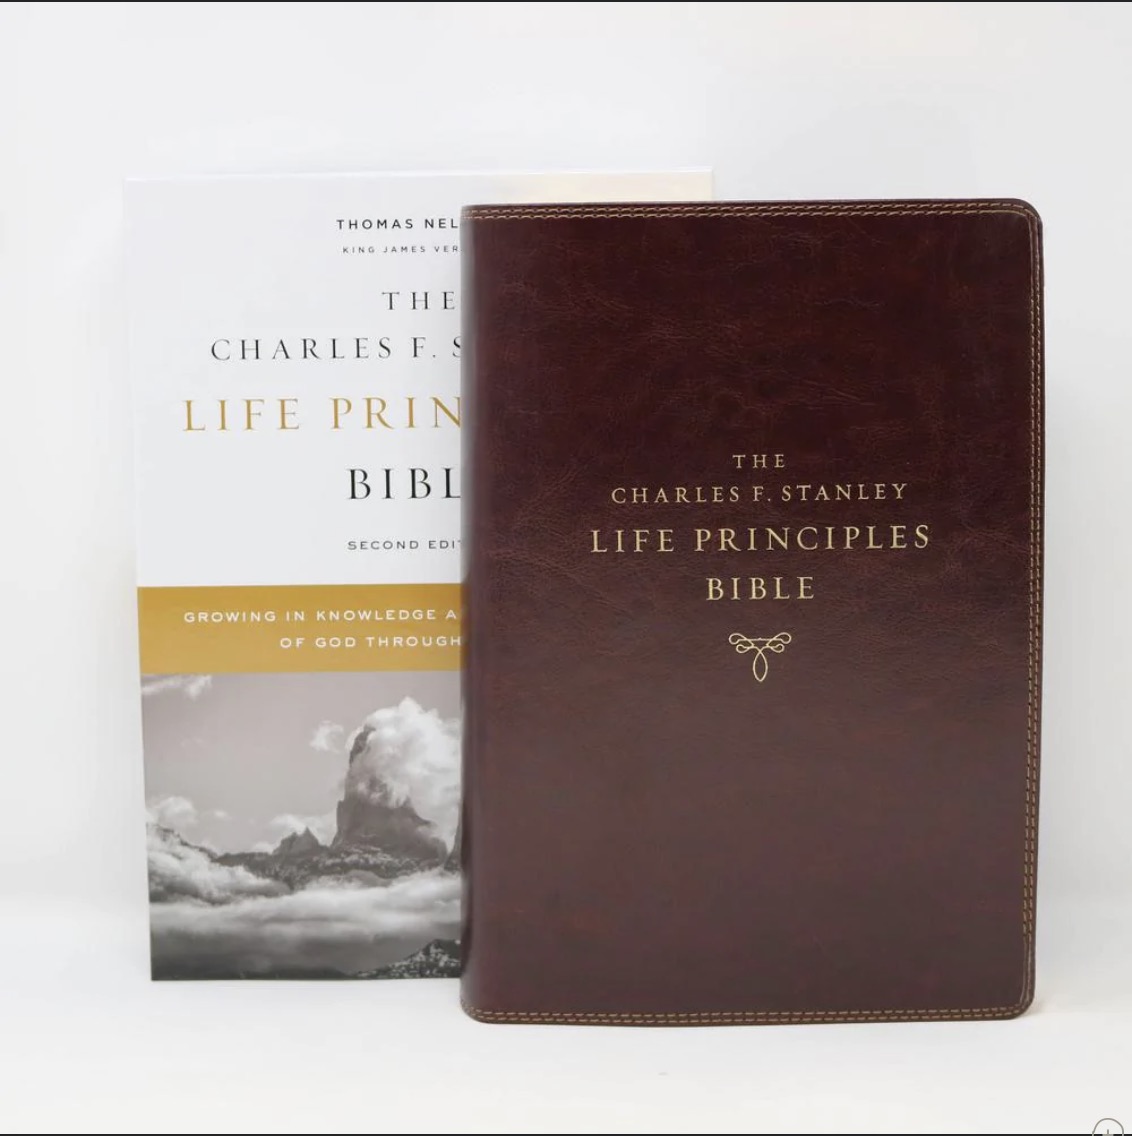 THOMAS NEL
KING JAMES VER
THE
CHARLES F. S
LIFE PRIN
BIBL
SECOND EDIT
GROWING IN KNOWLEDGE A
OF GOD THROUGH
THE
CHARLES F. STANLEY
LIFE PRINCIPLES
BIBLE